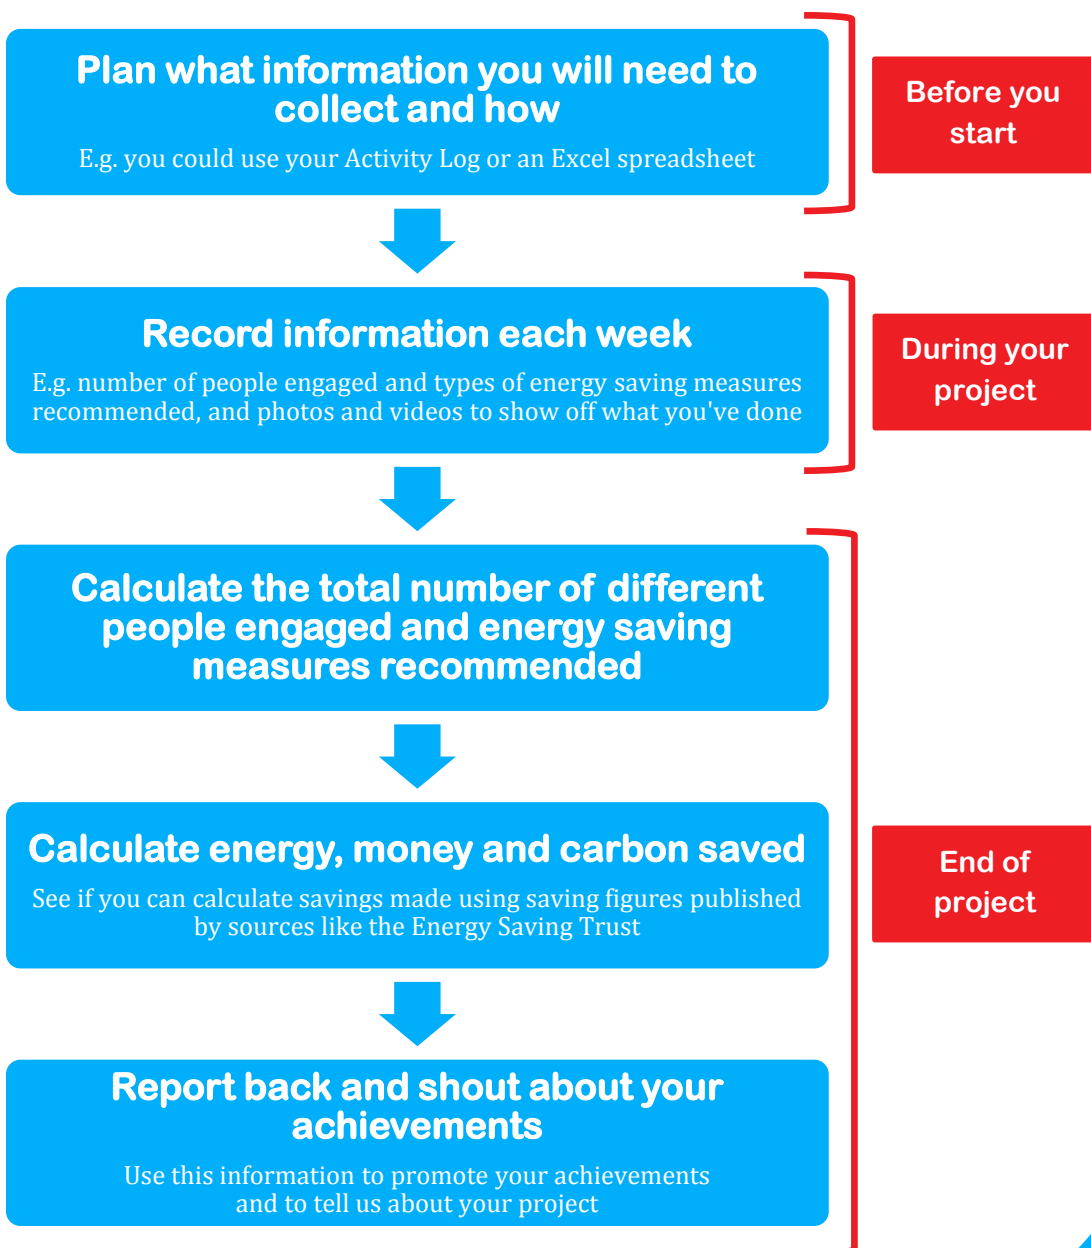 Plan what information you will need to
collect and how
E.g. you could use your Activity Log or an Excel spreadsheet
Before you
start
Record information each week
E.g. number of people engaged and types of energy saving measures
recommended, and photos and videos to show off what you've done
During your
project
Calculate the total number of different
people engaged and energy saving
measures recommended
Calculate energy, money and carbon saved
See if you can calculate savings made using saving figures published
by sources like the Energy Saving Trust
End of
project
Report back and shout about your
achievements
Use this information to promote your achievements
and to tell us about your project